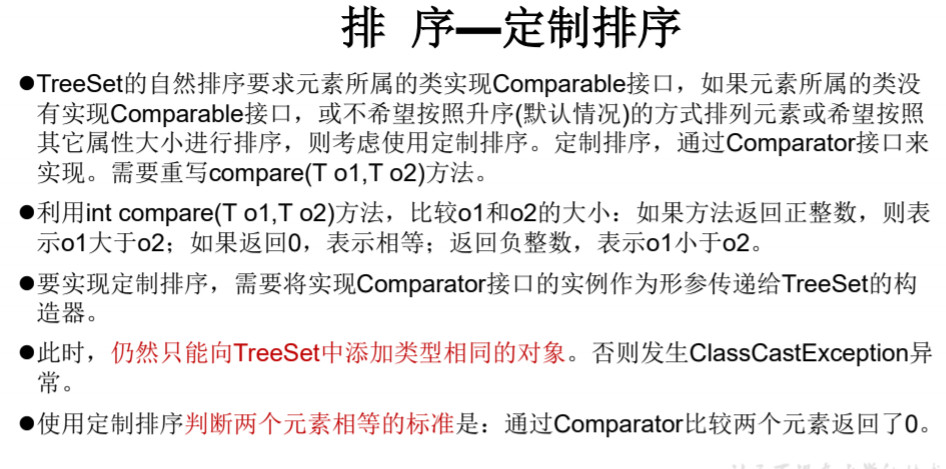 排 序—定制排序
●TreeSet的自然排序要求元素所属的类实现Comparable接口，如果元素所属的类没
有实现Comparable接口，或不希望按照升序(默认情况)的方式排列元素或希望按照
其它属性大小进行排序，则考虑使用定制排序。定制排序，通过Comparator接口来
实现。需要重写compare(T o1,T o2)方法。
●利用int compare(T o1,T o2)方法，比较o1和o2的大小：如果方法返回正整数，则表
示o1大于o2；如果返回0，表示相等；返回负整数，表示o1小于o2。
●要实现定制排序，需要将实现Comparator接口的实例作为形参传递给TreeSet的构
造器。
●此时，仍然只能向TreeSet中添加类型相同的对象。否则发生ClassCastException异
常。
●使用定制排序判断两个元素相等的标准是：通过Comparator比较两个元素返回了0。